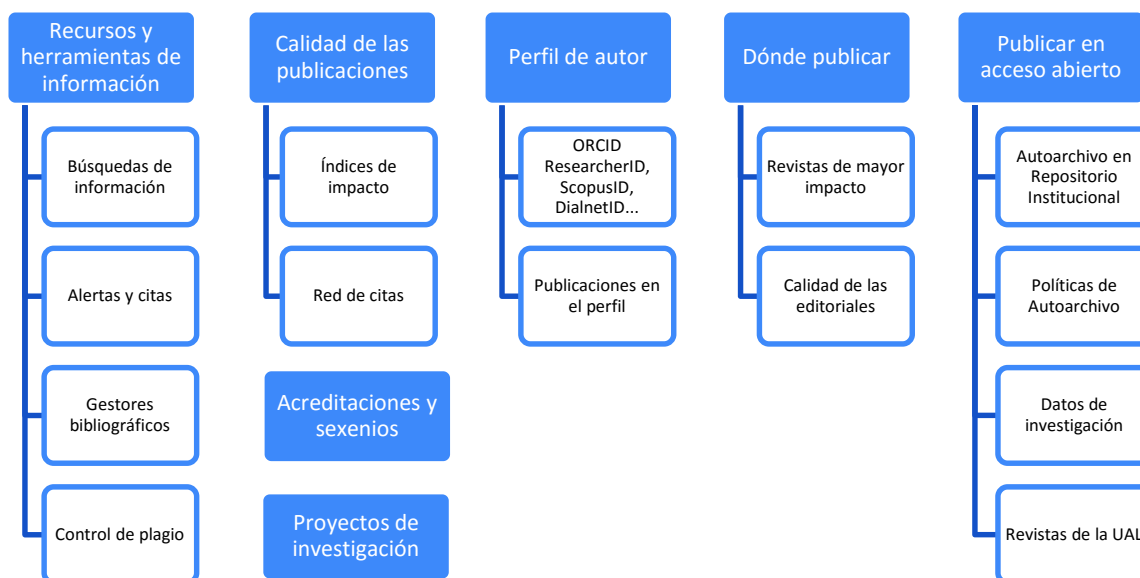 Recursos y
herramientas de
información
Búsquedas de
información
Alertas y citas
Gestores
bibliográficos
Control de plagio
Calidad de las
publicaciones
Índices de
impacto
Red de citas
Acreditaciones y
sexenios
Proyectos de
investigación
Perfil de autor
ORCID
ResearcherID,
ScopusID,
DialnetID...
Publicaciones en
el perfil
Dónde publicar
Revistas de mayor
impacto
Calidad de las
editoriales
Publicar en
acceso abierto
Autoarchivo en
Repositorio
Institucional
Políticas de
Autoarchivo
Datos de
investigación
Revistas de la UAL